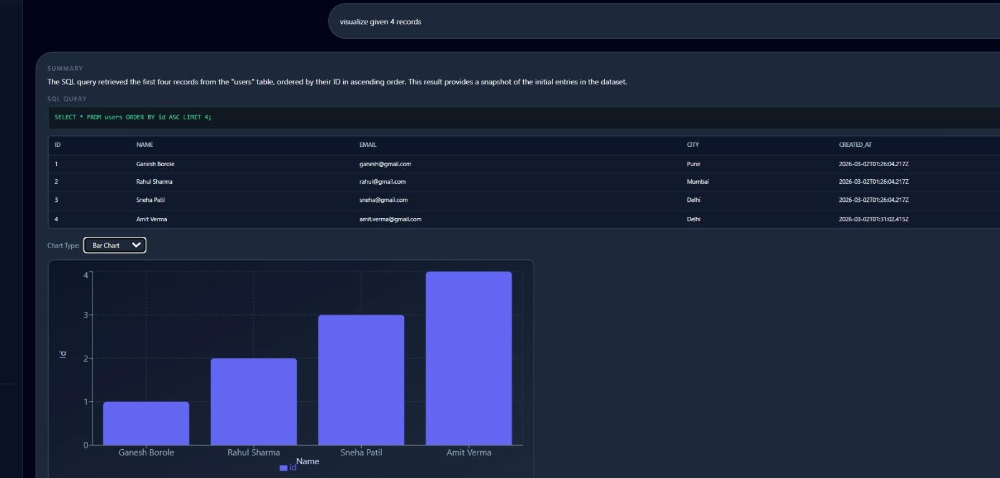 visualize given 4 records
SUMMARY
The SQL query retrieved the first four records from the "users" table, ordered by their ID in ascending order. This result provides a snapshot of the initial entries in the dataset.
SQL QUERY
SELECT * FROM users ORDER BY id ASC LIMIT 4;
ID NAME EMAIL CITY CREATED_AT
1 Ganesh Borole ganesh@gmail.com Pune 2026-03-02T01:26:04.217Z
2 Rahul Sharma rahul@gmail.com Mumbai 2026-03-02T01:26:04.217Z
3 Sneha Patil sneha@gmail.com Delhi 2026-03-02T01:26:04.217Z
4 Amit Verma amit.verma@gmail.com Delhi 2026-03-02T01:31:02.415Z
Chart Type: Bar Chart
4
3
Id
2
1
0
Ganesh Borole Rahul Sharma Sneha Patil Amit Verma
Name
id